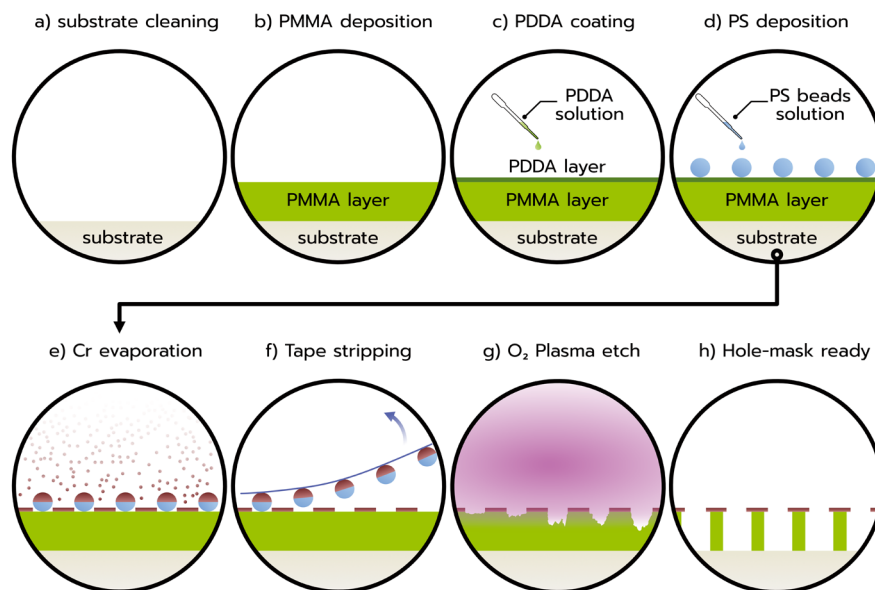 a) substrate cleaning
b) PMMA deposition
c) PDDA coating
d) PS deposition
substrate
PMMA layer
substrate
PDDA
solution
PDDA layer
PMMA layer
substrate
PS beads
solution
PMMA layer
substrate
e) Cr evaporation
f) Tape stripping
g) O₂ Plasma etch
h) Hole-mask ready